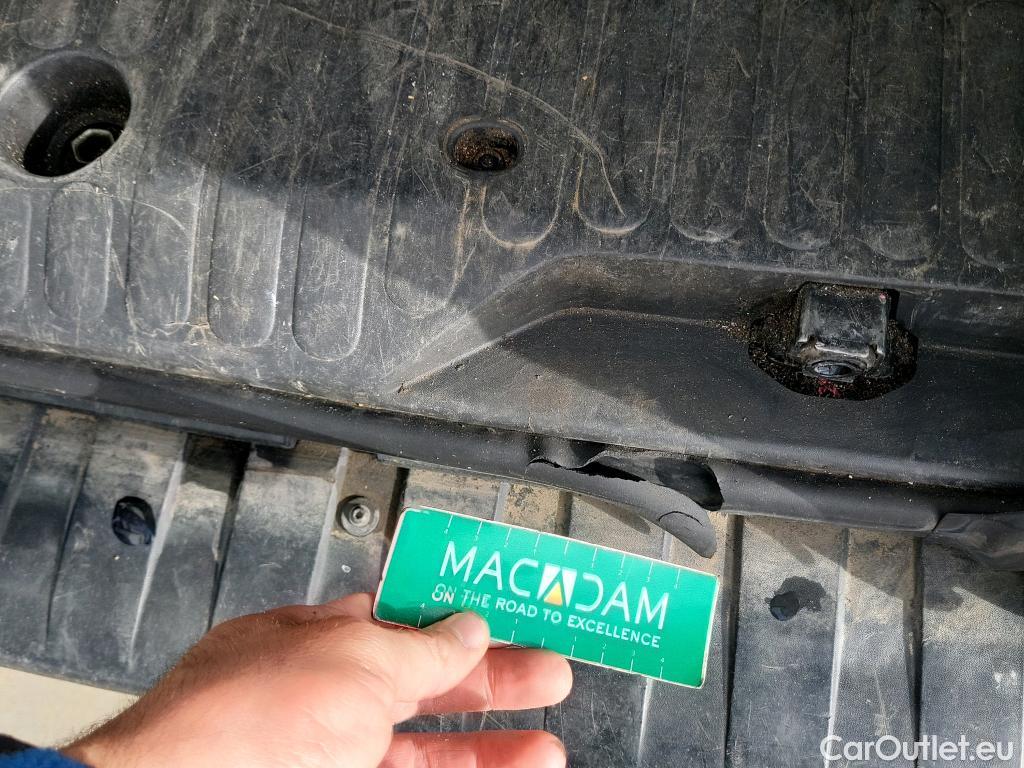 MACADAM
ON THE ROAD TO EXCELLENCE
CarOutlet.eu